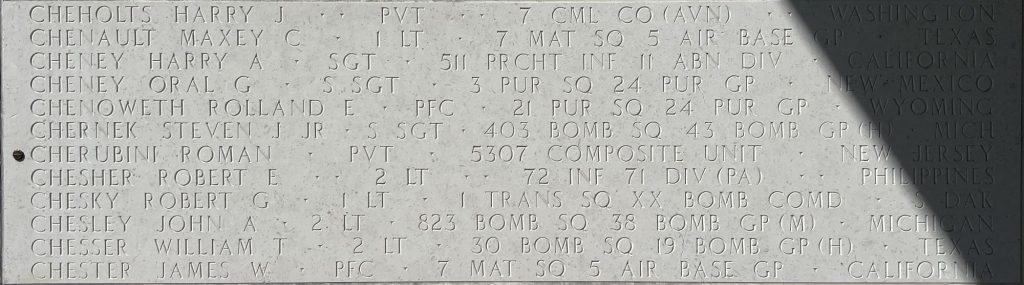 CHEHOLTS HARRY J · · PVT · · 7 CML CO (AVN) · · WASHINGTON
CHENAULT MAXEY C · 1 LT · 7 MAT SQ 5 AIR BASE GP · TEXAS
CHENEY HARRY A · SGT · 511 PRCHT INF 11 ABN DIV · CALIFORNIA
CHENEY ORAL G · S SGT · 3 PUR SQ 24 PUR GP · NEW MEXICO
CHENOWETH ROLLAND E · PFC · 21 PUR SQ 24 PUR GP · WYOMING
CHERNEK STEVEN J JR · S SGT · 403 BOMB SQ 43 BOMB GP (H) · MICH
CHERUBINI ROMAN · PVT · 5307 COMPOSITE UNIT · NEW JERSEY
CHESHER ROBERT E · · 2 LT · · 72 INF 71 DIV (PA) · · PHILIPPINES
CHESKY ROBERT G · 1 LT · 1 TRANS SQ XX BOMB COMD · S DAK
CHESLEY JOHN A · 2 LT · 823 BOMB SQ 38 BOMB GP (M) · MICHIGAN
CHESSER WILLIAM T · 2 LT · 30 BOMB SQ 19 BOMB GP (H) · TEXAS
CHESTER JAMES W · PFC · 7 MAT SQ 5 AIR BASE GP · CALIFORNIA